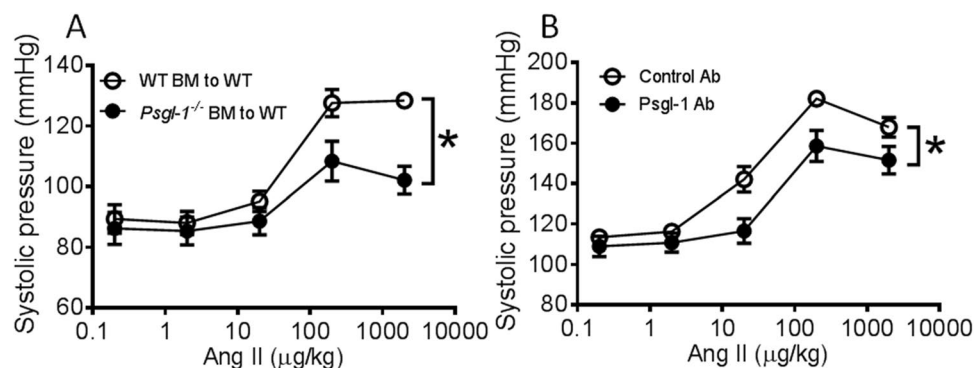 A
Systolic pressure (mmHg)
140
120
100
80
60
WT BM to WT
Psgl-1-/- BM to WT
*
0.1
1
10
100
1000
10000
Ang II (µg/kg)
B
Systolic pressure (mmHg)
200
180
160
140
120
100
80
Control Ab
Psgl-1 Ab
*
0.1
1
10
100
1000
10000
Ang II (µg/kg)